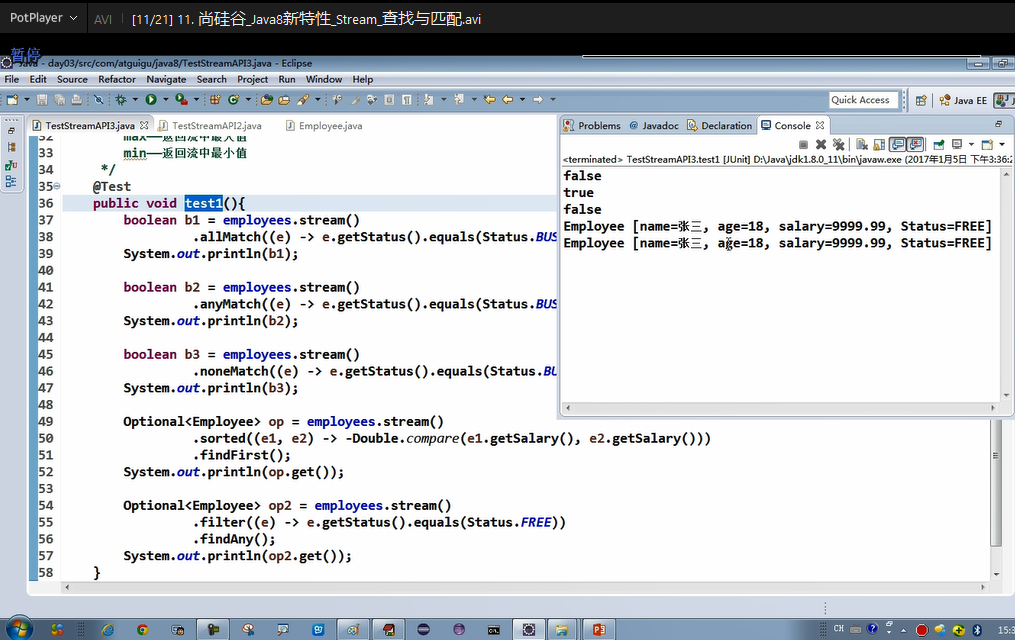 PotPlayer AVI [11/21] 11. 尚硅谷_Java8新特性_Stream_查找与匹配.avi
暂停
Java - day03/src/com/atguigu/java8/TestStreamAPI3.java - Eclipse
File Edit Source Refactor Navigate Search Project Run Window Help
Quick Access Java EE
TestStreamAPI3.java TestStreamAPI2.java Employee.java
32 max——返回流中最大值
33 min——返回流中最小值
34 */
35 @Test
36 public void test1(){
37 boolean b1 = employees.stream()
38 .allMatch((e) -> e.getStatus().equals(Status.BUS
39 System.out.println(b1);
40
41 boolean b2 = employees.stream()
42 .anyMatch((e) -> e.getStatus().equals(Status.BUS
43 System.out.println(b2);
44
45 boolean b3 = employees.stream()
46 .noneMatch((e) -> e.getStatus().equals(Status.BU
47 System.out.println(b3);
48
49 Optional<Employee> op = employees.stream()
50 .sorted((e1, e2) -> -Double.compare(e1.getSalary(), e2.getSalary()))
51 .findFirst();
52 System.out.println(op.get());
53
54 Optional<Employee> op2 = employees.stream()
55 .filter((e) -> e.getStatus().equals(Status.FREE))
56 .findAny();
57 System.out.println(op2.get());
58 }
Problems Javadoc Declaration Console
<terminated> TestStreamAPI3.test1 [JUnit] D:\Java\jdk1.8.0_11\bin\javaw.exe (2017年1月5日 下午3:36:2
false
true
false
Employee [name=张三, age=18, salary=9999.99, Status=FREE]
Employee [name=张三, age=18, salary=9999.99, Status=FREE]
CH 15:3